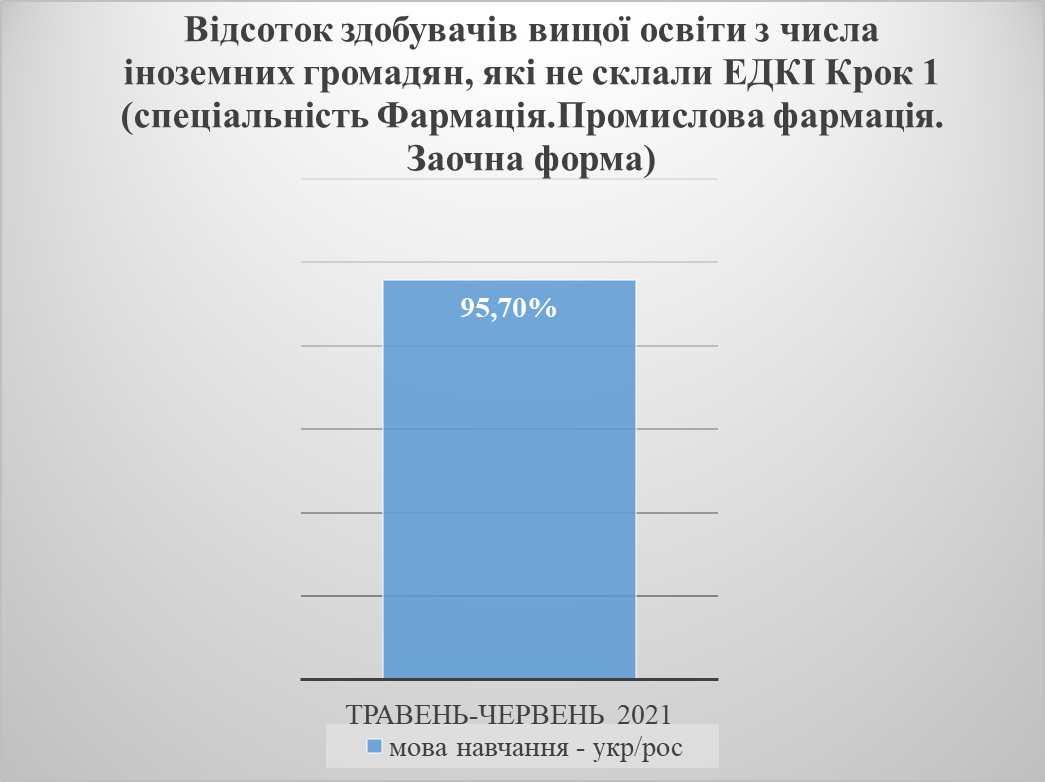 Відсоток здобувачів вищої освіти з числа
іноземних громадян, які не склали ЕДКІ Крок 1
(спеціальність Фармація.Промислова фармація.
Заочна форма)
95,70%
ТРАВЕНЬ-ЧЕРВЕНЬ 2021
мова навчання - укр/рос